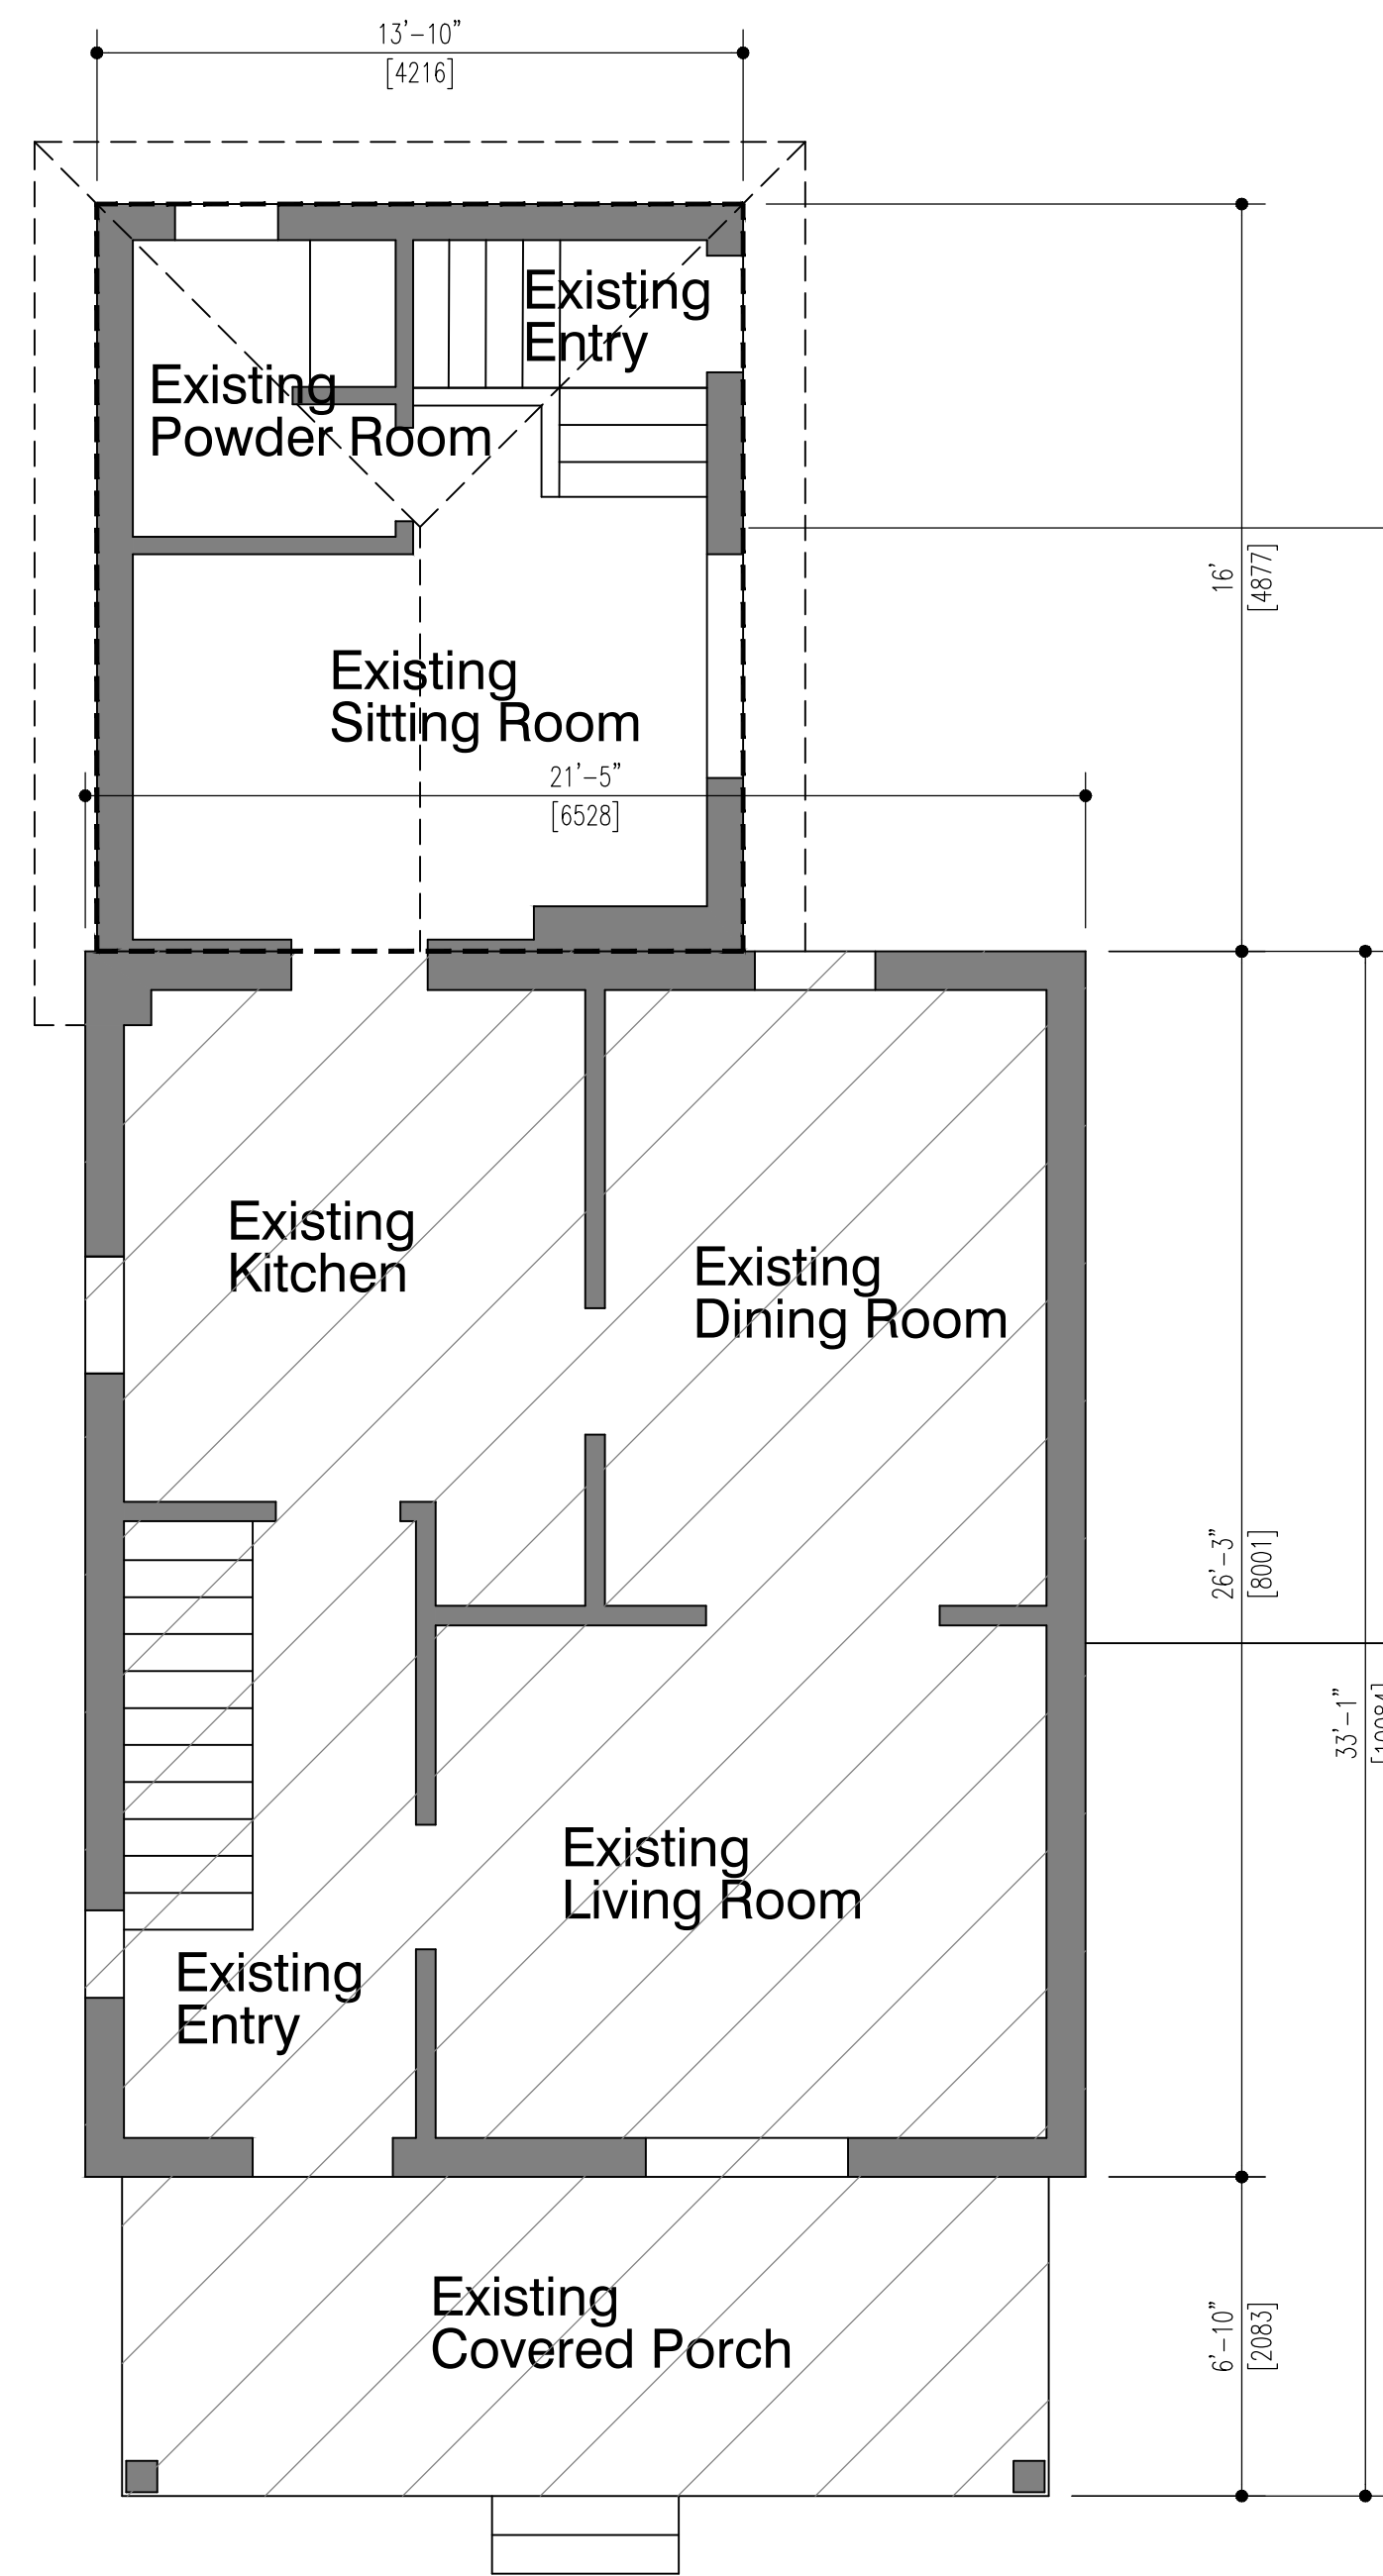 13’-10”
[4216]
Existing
Entry
Existing
Powder Room
16’
[4877]
Existing
Sitting Room
21’-5”
[6528]
Existing
Kitchen
Existing
Dining Room
26’-3”
[8001]
33’-1”
Existing
Living Room
Existing
Entry
Existing
Covered Porch
6’-10”
[2083]